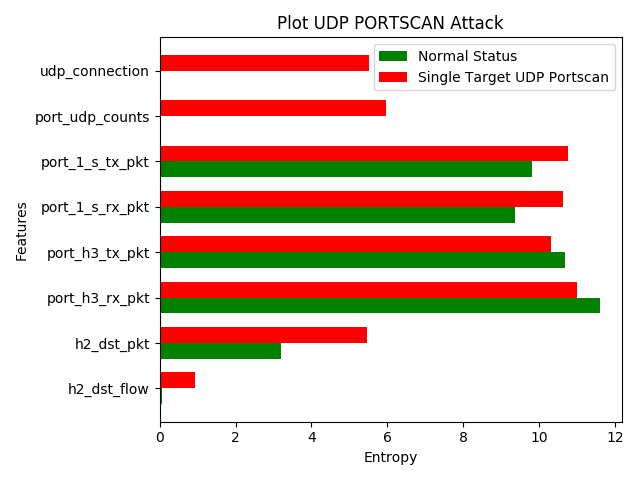 Plot UDP PORTSCAN Attack
Normal Status
Single Target UDP Portscan
udp_connection
port_udp_counts
port_1_s_tx_pkt
port_1_s_rx_pkt
port_h3_tx_pkt
port_h3_rx_pkt
h2_dst_pkt
h2_dst_flow
Features
0 2 4 6 8 10 12
Entropy